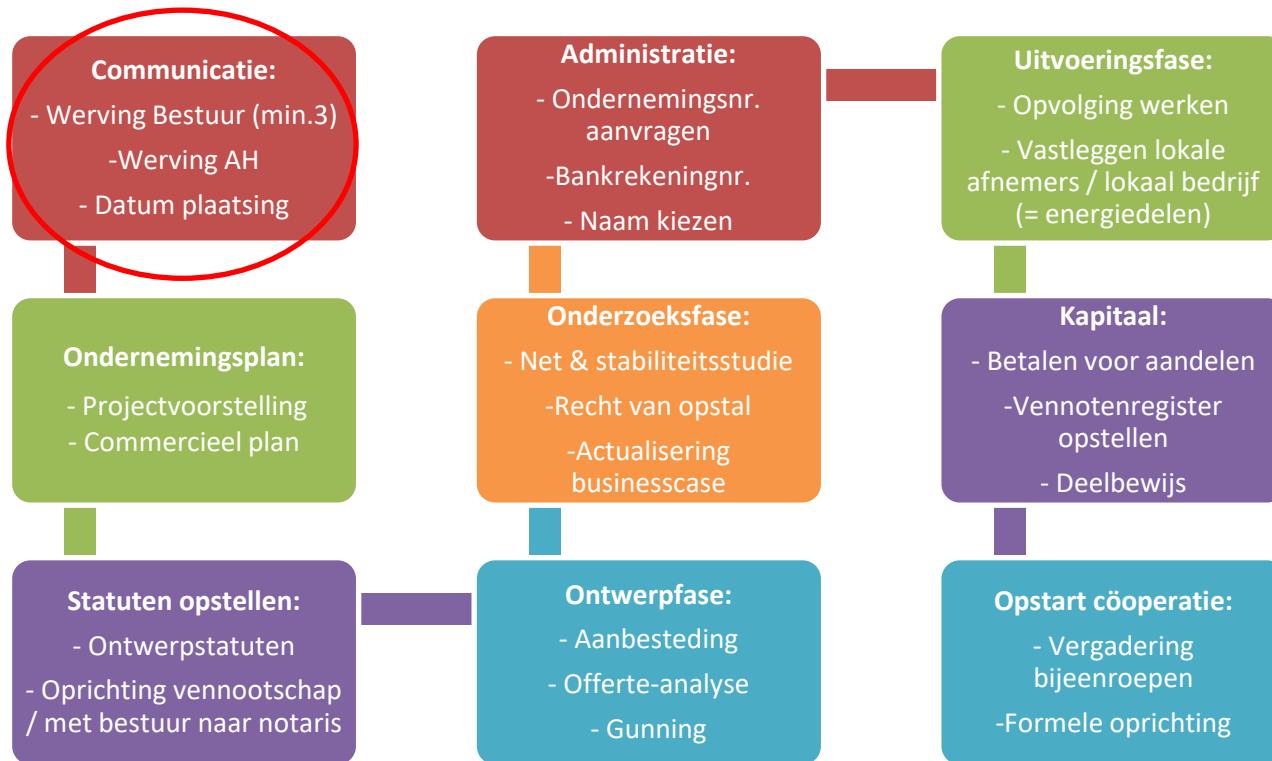 Communicatie:
- Werving Bestuur (min.3)
-Werving AH
- Datum plaatsing
Ondernemingsplan:
- Projectvoorstelling
- Commercieel plan
Statuten opstellen:
- Ontwerpstatuten
- Oprichting vennootschap
/ met bestuur naar notaris
Ontwerpfase:
- Aanbesteding
- Offerte-analyse
- Gunning
Onderzoeksfase:
- Net & stabiliteitsstudie
-Recht van opstal
-Actualisering
businesscase
Administratie:
- Ondernemingsnr.
aanvragen
-Bankrekeningnr.
- Naam kiezen
Uitvoeringsfase:
- Opvolging werken
- Vastleggen lokale
afnemers / lokaal bedrijf
(= energiedelen)
Kapitaal:
- Betalen voor aandelen
-Vennotenregister
opstellen
- Deelbewijs
Opstart cöoperatie:
- Vergadering
bijeenroepen
-Formele oprichting